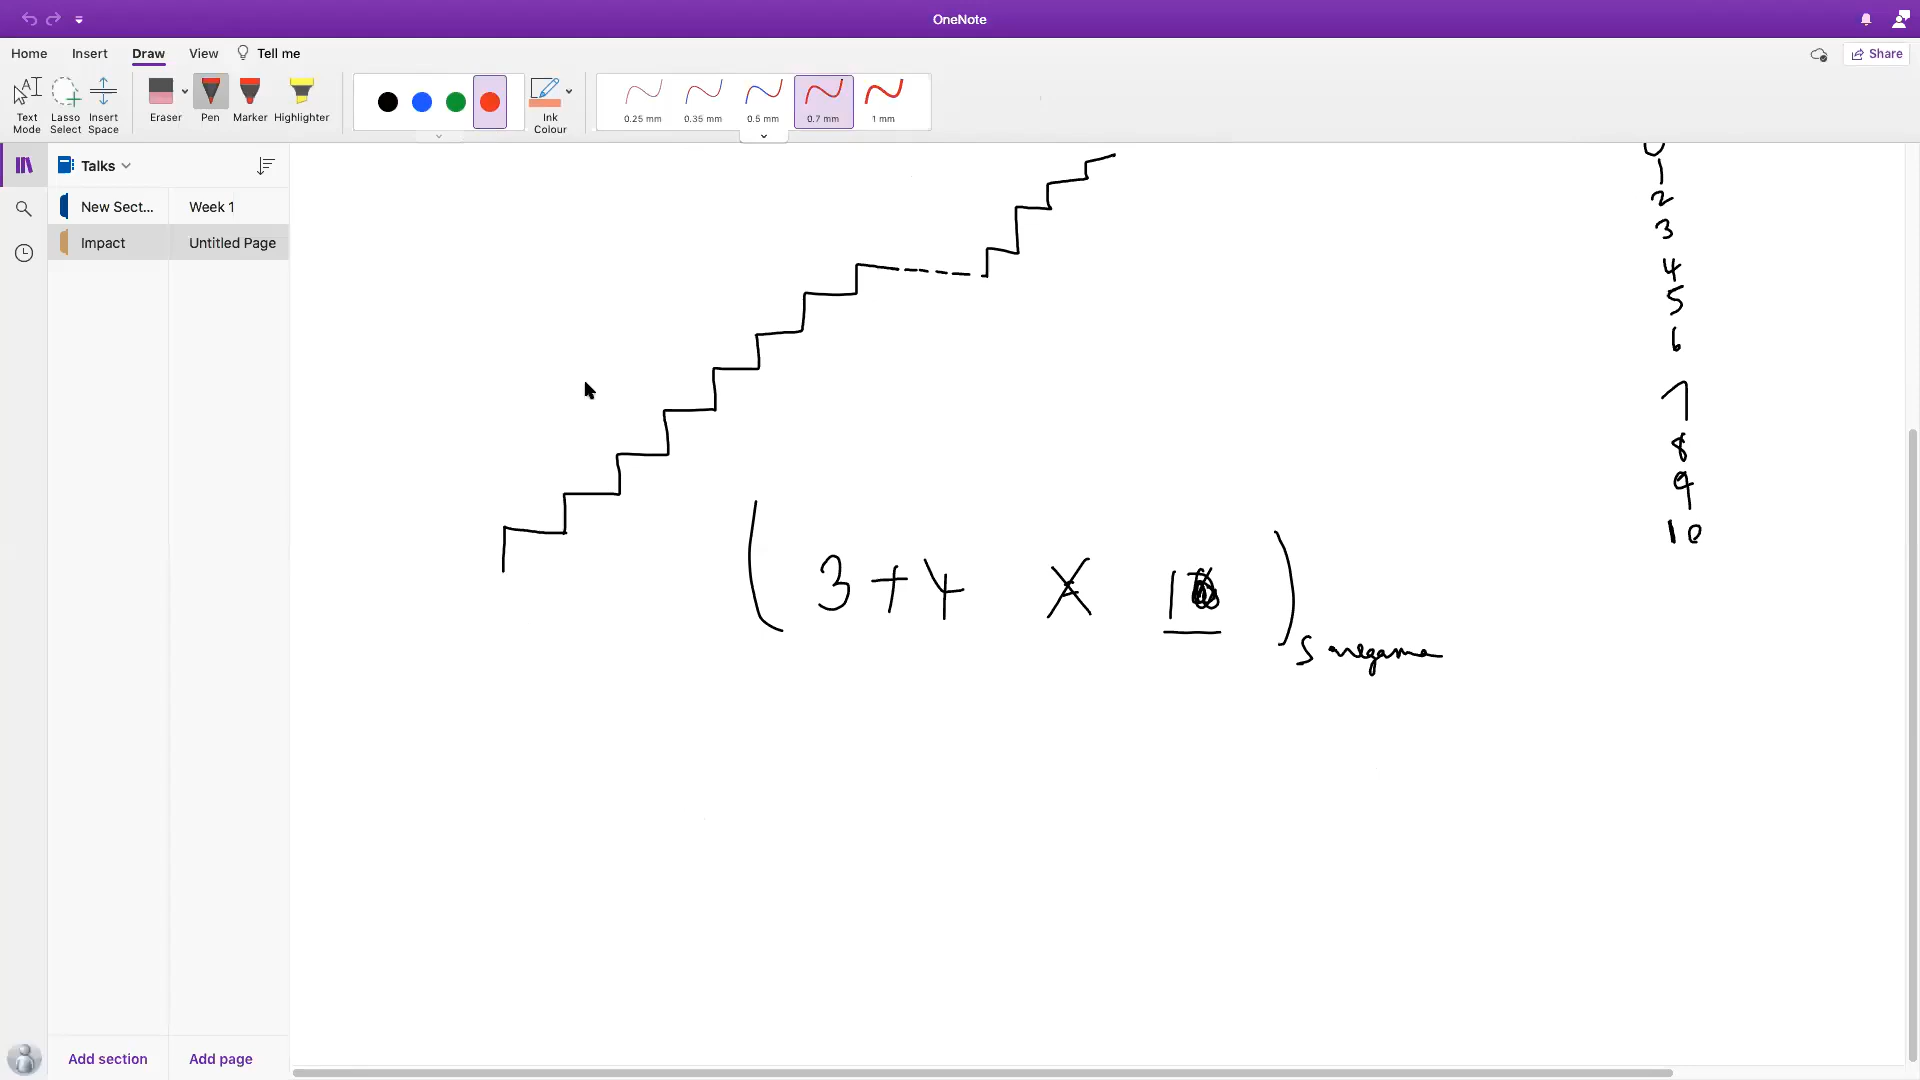 OneNote
Home Insert Draw View Tell me
Share
Text Mode
Lasso Select
Insert Space
Eraser
Pen
Marker
Highlighter
Ink Colour
0.25 mm
0.35 mm
0.5 mm
0.7 mm
1 mm
Talks
New Sect...
Week 1
Impact
Untitled Page
0
1
2
3
4
5
6
7
8
9
10
( 3 + 4 X 1 )
Add section
Add page